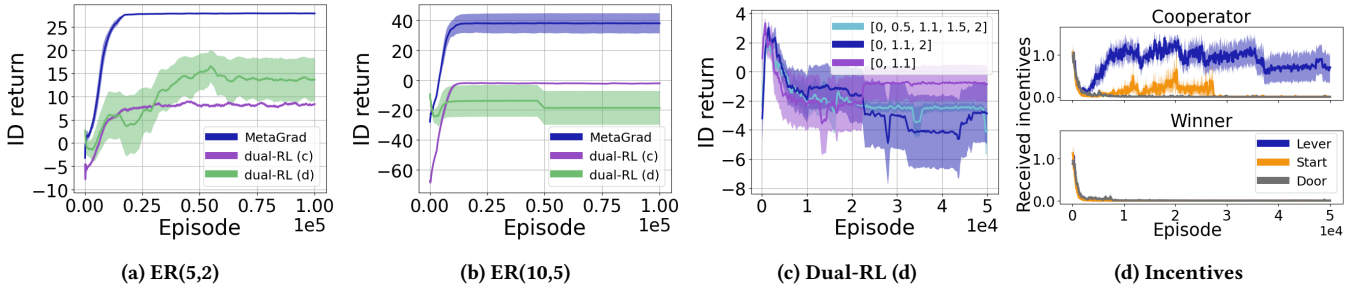 ID return
25
20
15
10
5
0
−5
−10
MetaGrad
dual-RL (c)
dual-RL (d)
0.00 0.25 0.50 0.75 1.00
Episode 1e5
(a) ER(5,2)
ID return
40
20
0
−20
−40
−60
MetaGrad
dual-RL (c)
dual-RL (d)
0.00 0.25 0.50 0.75 1.00
Episode 1e5
(b) ER(10,5)
ID return
4
2
0
−2
−4
−6
−8
[0, 0.5, 1.1, 1.5, 2]
[0, 1.1, 2]
[0, 1.1]
0 1 2 3 4 5
Episode 1e4
(c) Dual-RL (d)
Received incentives
Cooperator
1.0
0.0
Winner
1.0
0.0
Lever
Start
Door
0 1 2 3 4 5
Episode 1e4
(d) Incentives